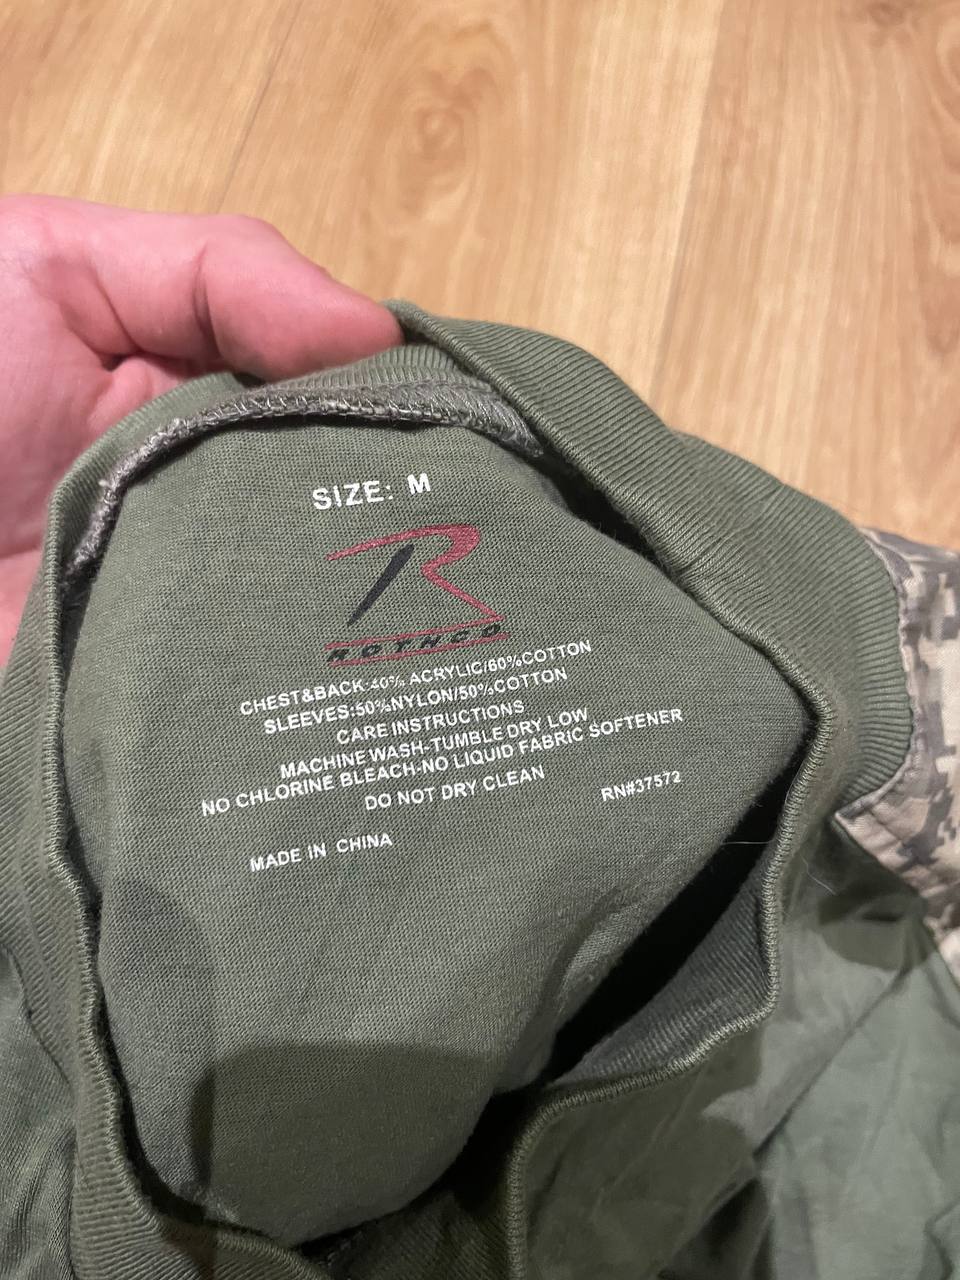 SIZE: M
R
ROTHCO
CHEST&BACK:40% ACRYLIC/60%COTTON
SLEEVES:50%NYLON/50%COTTON
CARE INSTRUCTIONS
MACHINE WASH-TUMBLE DRY LOW
NO CHLORINE BLEACH-NO LIQUID FABRIC SOFTENER
DO NOT DRY CLEAN
RN#37572
MADE IN CHINA